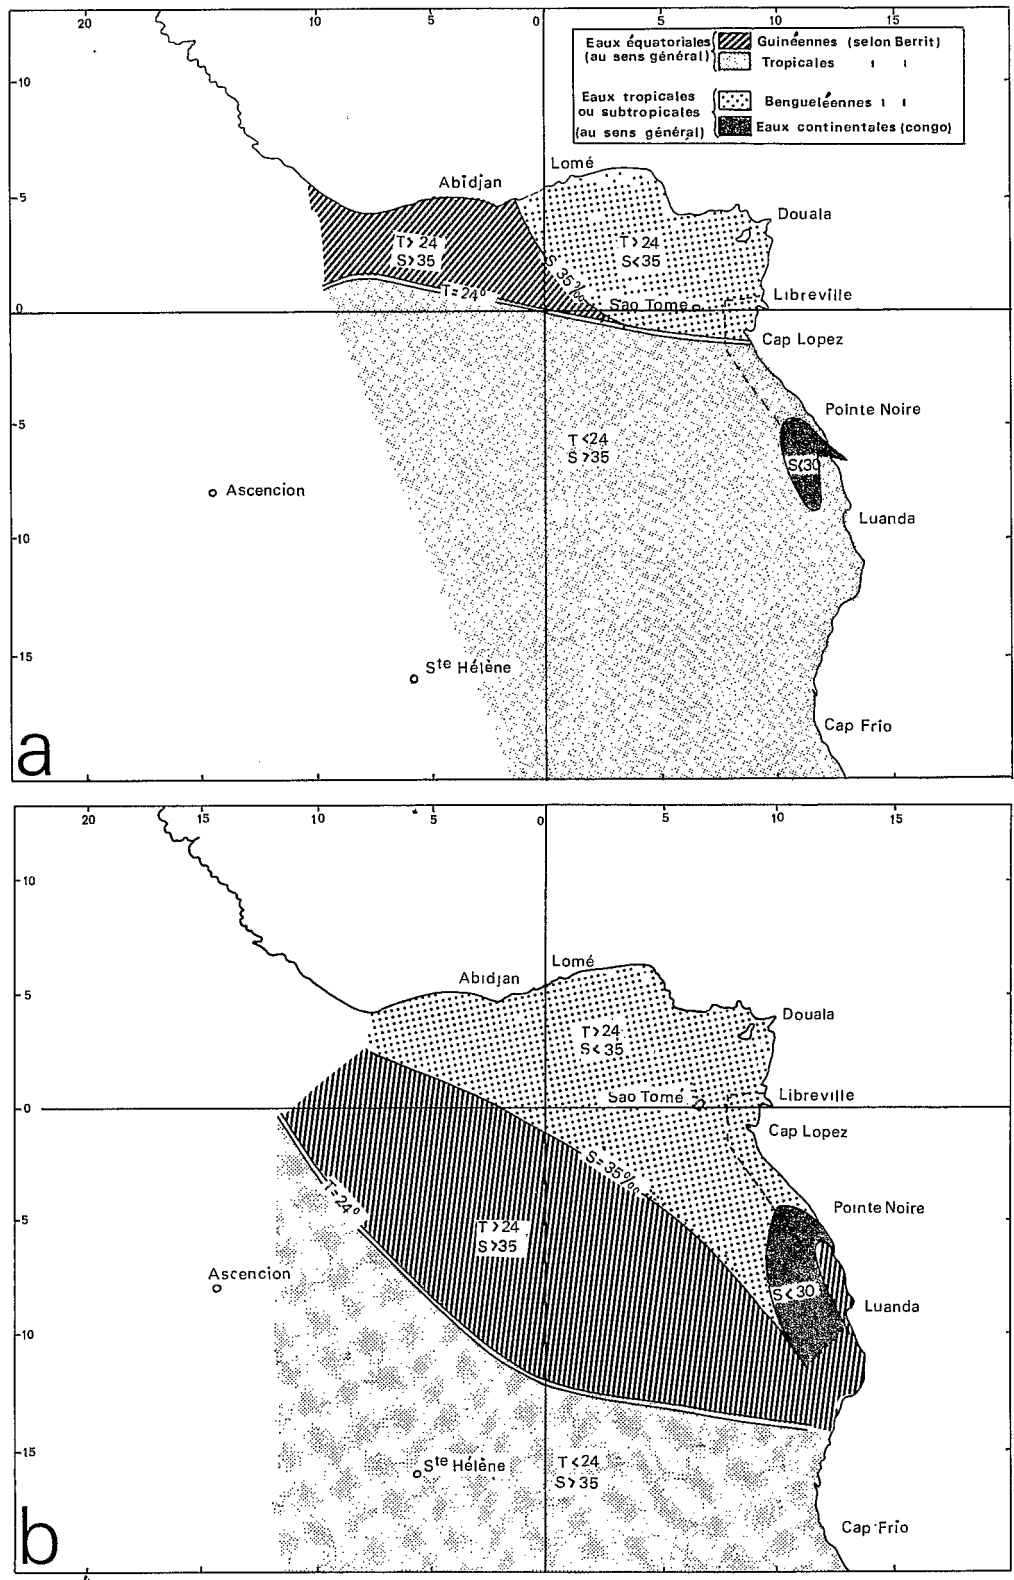 20
10
5
0
5
10
15
Eaux équatoriales
(au sens général)
Guinéennes (selon Berrit)
Tropicales ı ı
Eaux tropicales
ou subtropicales
(au sens général)
Bengueléennes ı ı
Eaux continentales (congo)
10
5
0
5
10
15
Lomé
Abidjan
Douala
T > 24
S > 35
T > 24
S < 35
S 35‰
T = 24°
Sao Tomé
Libreville
Cap Lopez
Pointe Noire
T < 24
S > 35
S < 30
Ascencion
Luanda
Ste Hélène
Cap Frio
a
20
15
10
5
0
5
10
15
10
5
0
5
10
15
Lomé
Abidjan
Douala
T > 24
S < 35
Sao Tomé
Libreville
Cap Lopez
S = 35‰
T = 24°
Pointe Noire
T > 24
S > 35
Ascencion
S < 30
Luanda
Ste Hélène
T < 24
S > 35
Cap Frio
b